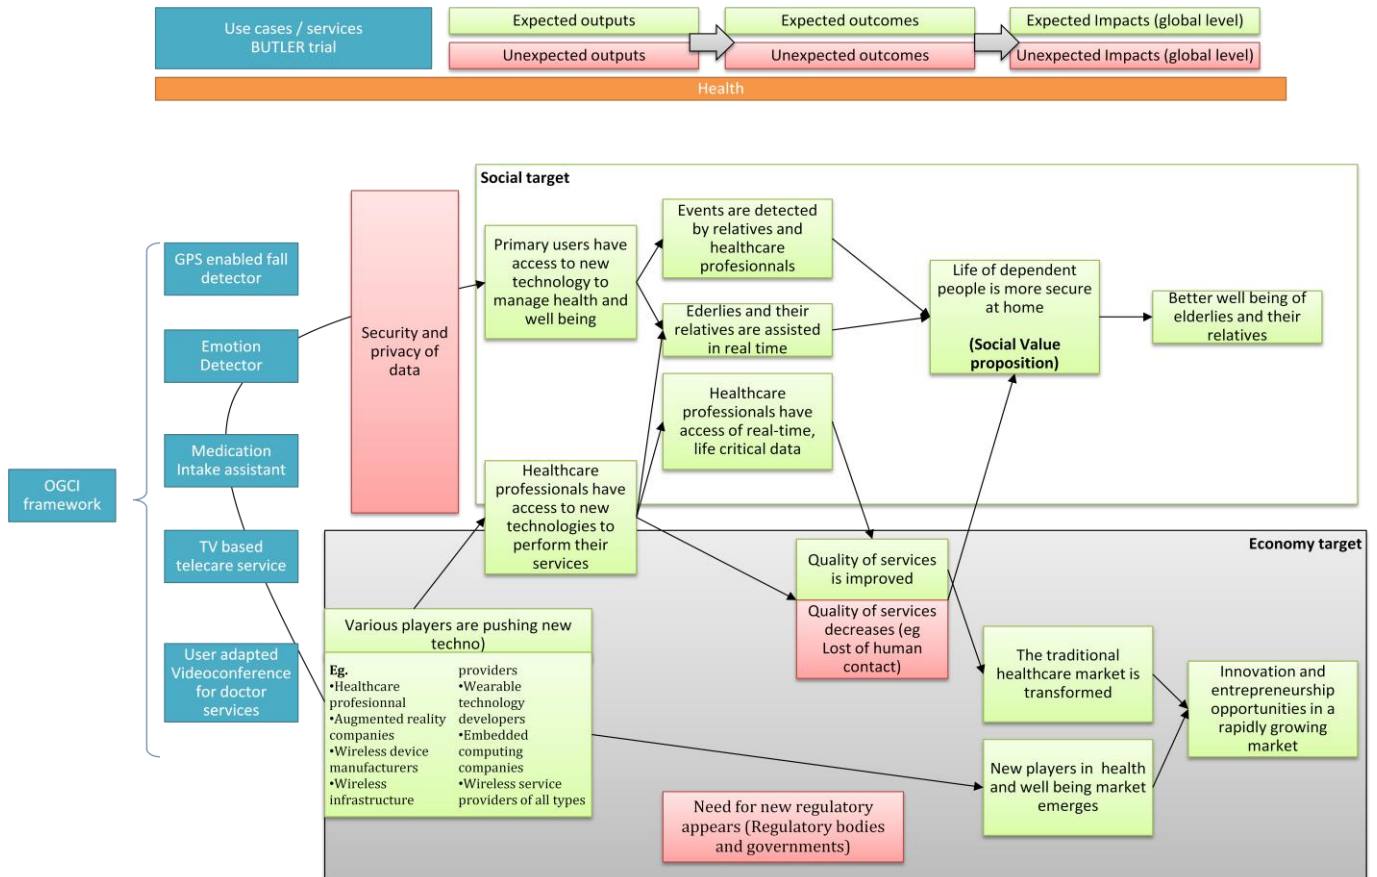 Use cases / services
BUTLER trial
Expected outputs
Unexpected outputs
Expected outcomes
Unexpected outcomes
Expected Impacts (global level)
Unexpected Impacts (global level)
Health
OGCI
framework
GPS enabled fall
detector
Emotion
Detector
Medication
Intake assistant
TV based
telecare service
User adapted
Videoconference
for doctor
services
Security and
privacy of
data
Social target
Primary users have
access to new
technology to
manage health and
well being
Events are detected
by relatives and
healthcare
profesionnals
Ederlies and their
relatives are assisted
in real time
Healthcare
professionals have
access of real-time,
life critical data
Life of dependent
people is more secure
at home
(Social Value
proposition)
Better well being of
elderlies and their
relatives
Healthcare
professionals have
access to new
technologies to
perform their
services
Economy target
Various players are pushing new
techno)
Eg.
•Healthcare
profesionnal
•Augmented reality
companies
•Wireless device
manufacturers
•Wireless
infrastructure
providers
•Wearable
technology
developers
•Embedded
computing
companies
•Wireless service
providers of all types
Quality of services
is improved
Quality of services
decreases (eg
Lost of human
contact)
The traditional
healthcare market is
transformed
New players in health
and well being market
emerges
Innovation and
entrepreneurship
opportunities in a
rapidly growing
market
Need for new regulatory
appears (Regulatory bodies
and governments)